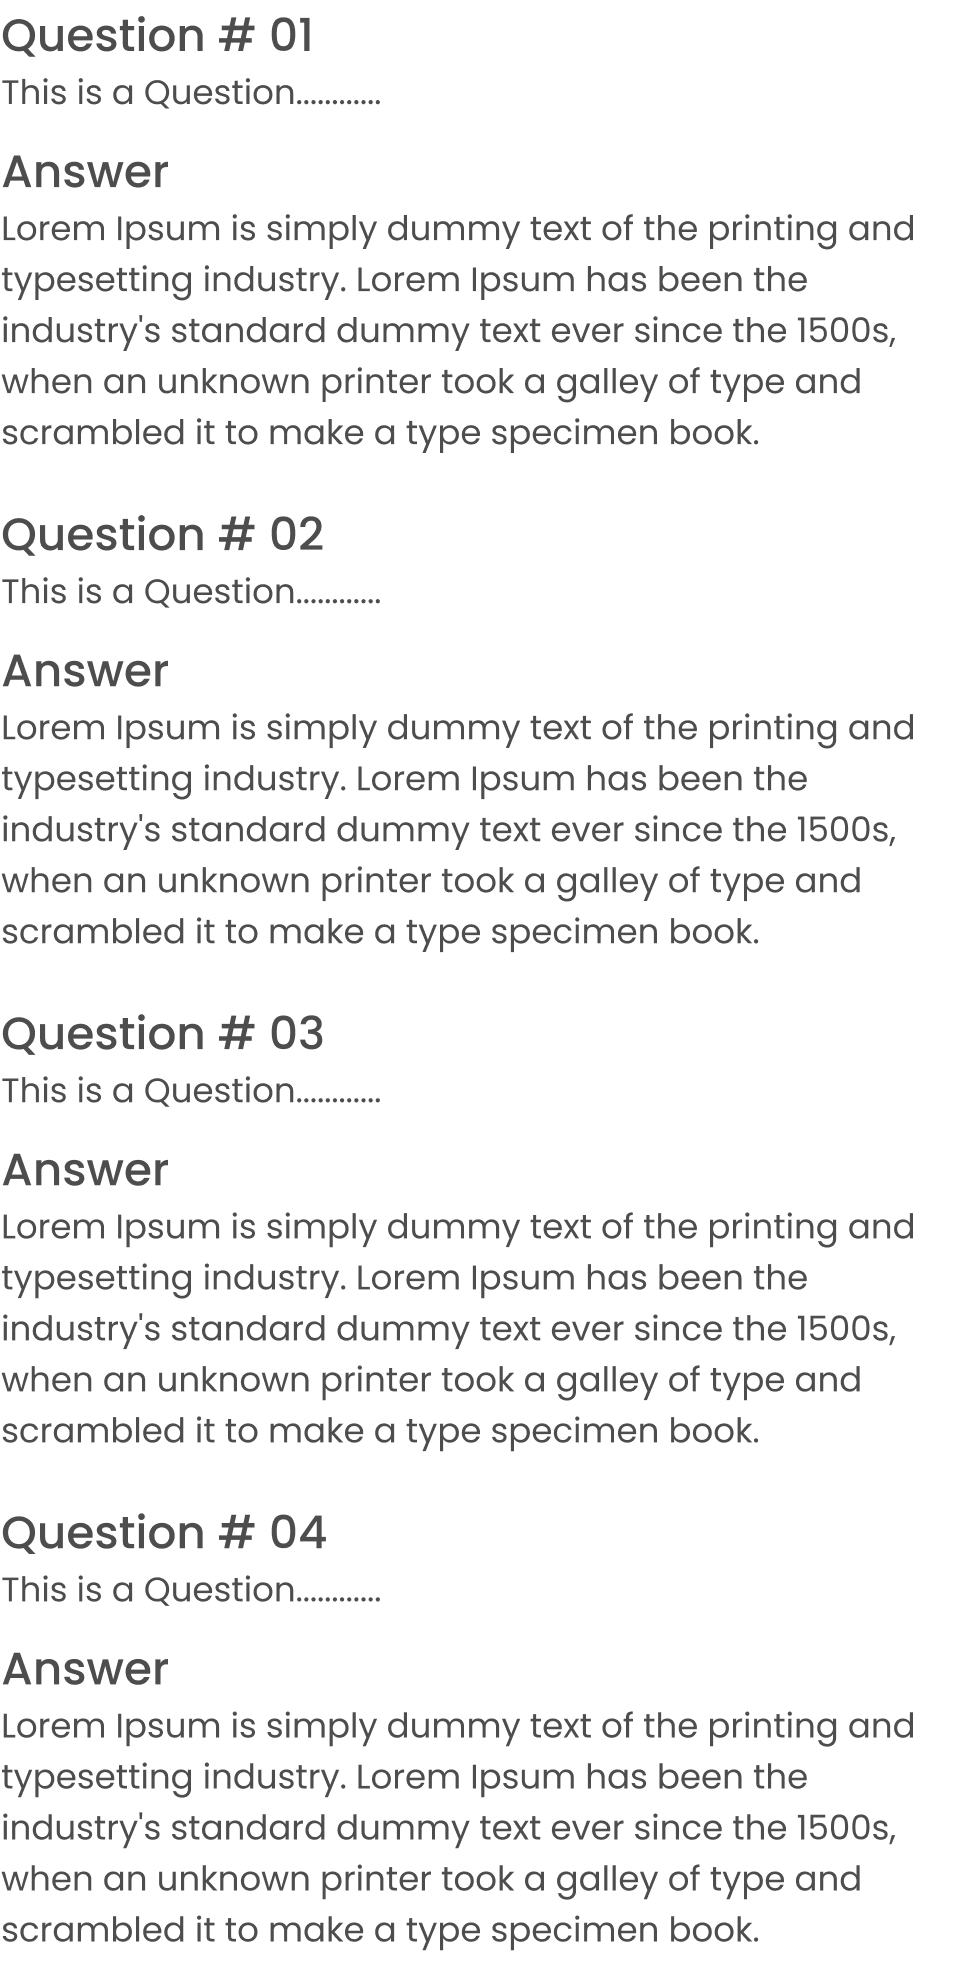 Question # 01
This is a Question............
Answer
Lorem Ipsum is simply dummy text of the printing and
typesetting industry. Lorem Ipsum has been the
industry's standard dummy text ever since the 1500s,
when an unknown printer took a galley of type and
scrambled it to make a type specimen book.
Question # 02
This is a Question............
Answer
Lorem Ipsum is simply dummy text of the printing and
typesetting industry. Lorem Ipsum has been the
industry's standard dummy text ever since the 1500s,
when an unknown printer took a galley of type and
scrambled it to make a type specimen book.
Question # 03
This is a Question............
Answer
Lorem Ipsum is simply dummy text of the printing and
typesetting industry. Lorem Ipsum has been the
industry's standard dummy text ever since the 1500s,
when an unknown printer took a galley of type and
scrambled it to make a type specimen book.
Question # 04
This is a Question............
Answer
Lorem Ipsum is simply dummy text of the printing and
typesetting industry. Lorem Ipsum has been the
industry's standard dummy text ever since the 1500s,
when an unknown printer took a galley of type and
scrambled it to make a type specimen book.